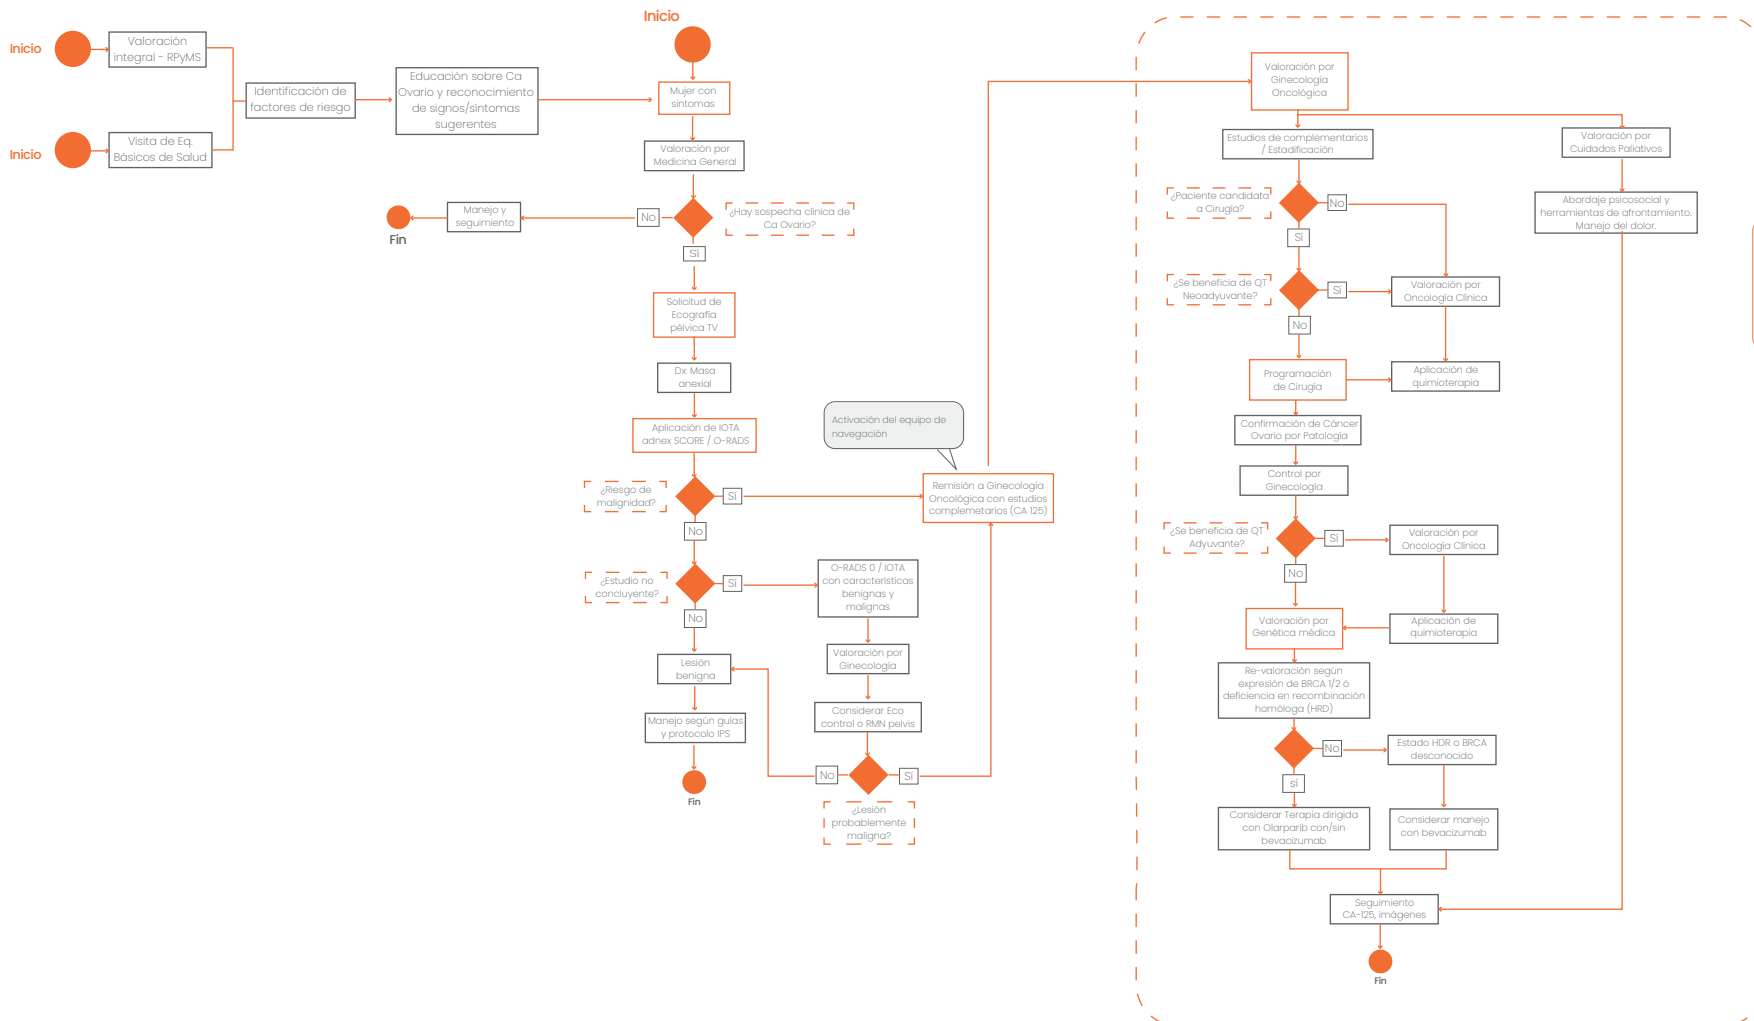 Inicio
Valoración
integral - RPyMS
Inicio
Visita de Eq.
Básicos de Salud
Identificación de
factores de riesgo
Educación sobre Ca
Ovario y reconocimiento
de signos/síntomas
sugerentes
Inicio
Mujer con
síntomas
Valoración por
Medicina General
¿Hay sospecha clínica de
Ca Ovario?
No
Manejo y
seguimiento
Fin
Sí
Solicitud de
Ecografía
pélvica TV
Dx: Masa
anexial
Aplicación de IOTA
adnex SCORE / O-RADS
¿Riesgo de
malignidad?
Sí
No
¿Estudio no
concluyente?
Sí
No
Lesión
benigna
Manejo según guías
y protocolo IPS
Fin
O-RADS 0 / IOTA
con características
benignas y
malignas
Valoración por
Ginecología
Considerar Eco
control o RMN pelvis
No
Sí
¿Lesión
probablemente
maligna?
Activación del equipo de
navegación
Remisión a Ginecología
Oncológica con estudios
complemetarios (CA 125)
Valoración por
Ginecología
Oncológica
Estudios de complementarios
/ Estadificación
Valoración por
Cuidados Paliativos
Abordaje psicosocial y
herramientas de afrontamiento.
Manejo del dolor.
¿Paciente candidata
a Cirugía?
No
Sí
¿Se beneficia de QT
Neoadyuvante?
Sí
Valoración por
Oncología Clínica
No
Programación
de Cirugía
Aplicación de
quimioterapia
Confirmación de Cáncer
Ovario por Patología
Control por
Ginecología
¿Se beneficia de QT
Adyuvante?
Sí
Valoración por
Oncología Clínica
No
Valoración por
Genética médica
Aplicación de
quimioterapia
Re-valoración según
expresión de BRCA 1/2 ó
deficiencia en recombinación
homóloga (HRD)
No
Estado HDR o BRCA
desconocido
sí
Considerar Terapia dirigida
con Olarparib con/sin
bevacizumab
Considerar manejo
con bevacizumab
Seguimiento
CA-125, imágenes
Fin